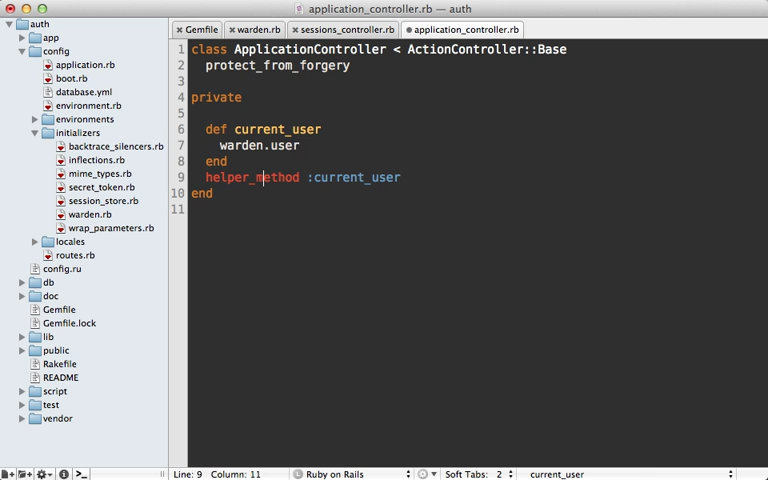 application_controller.rb — auth
auth
app
config
application.rb
boot.rb
database.yml
environment.rb
environments
initializers
backtrace_silencers.rb
inflections.rb
mime_types.rb
secret_token.rb
session_store.rb
warden.rb
wrap_parameters.rb
locales
routes.rb
config.ru
db
doc
Gemfile
Gemfile.lock
lib
public
Rakefile
README
script
test
vendor
Gemfile
warden.rb
sessions_controller.rb
application_controller.rb
1 class ApplicationController < ActionController::Base
2 protect_from_forgery
3
4 private
5
6 def current_user
7 warden.user
8 end
9 helper_method :current_user
10 end
11
Line: 9 Column: 11
Ruby on Rails
Soft Tabs: 2
current_user